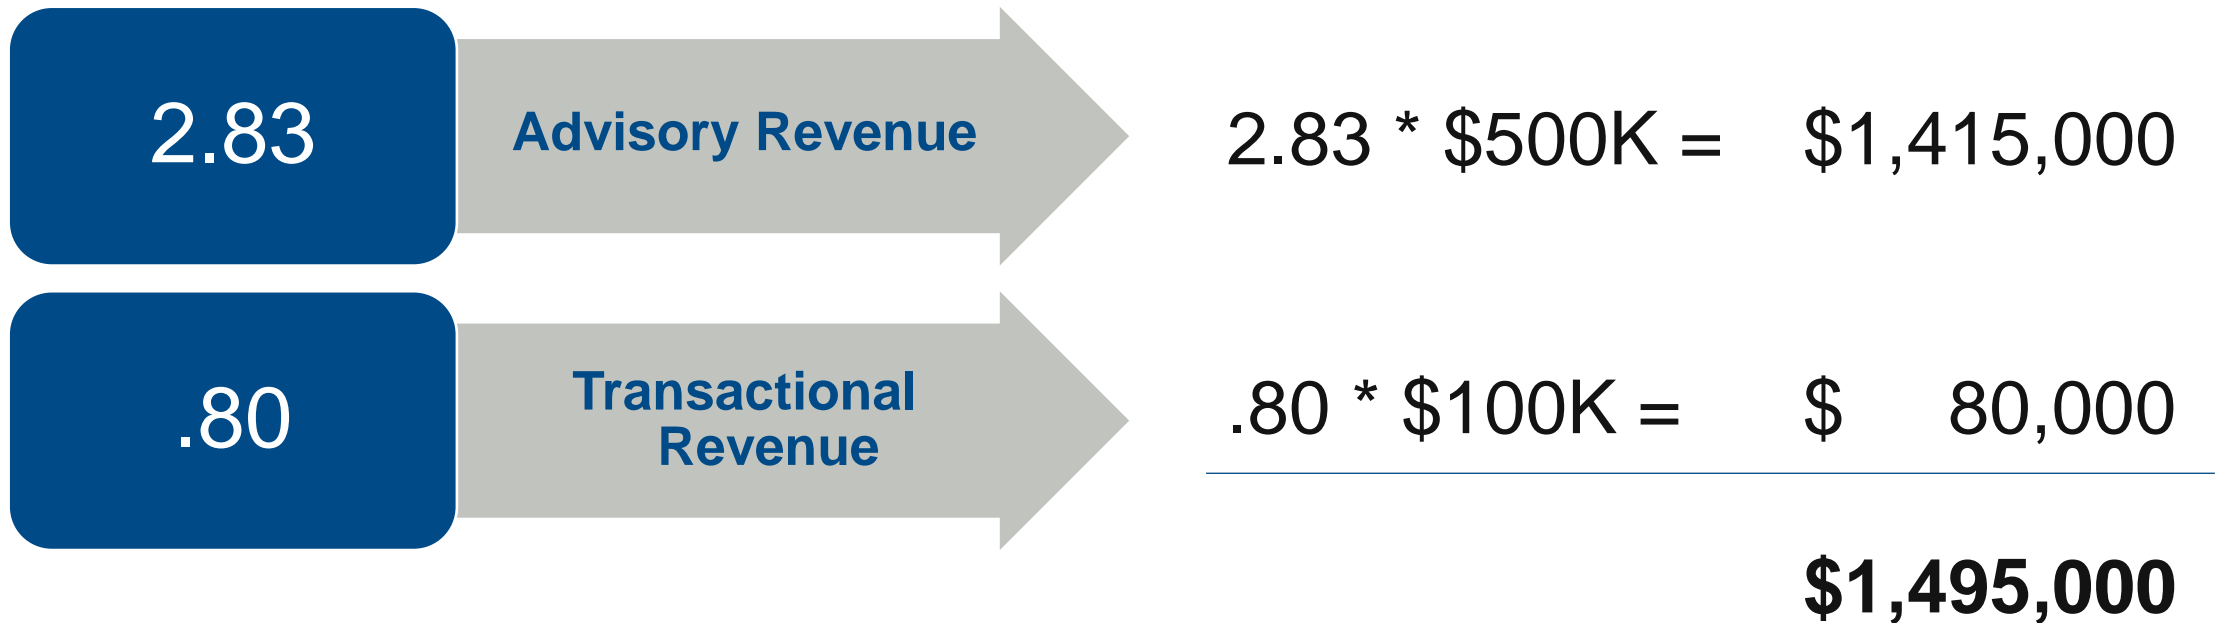 2.83
Advisory Revenue
2.83 * $500K = $1,415,000
.80
Transactional
Revenue
.80 * $100K = $ 80,000
$1,495,000